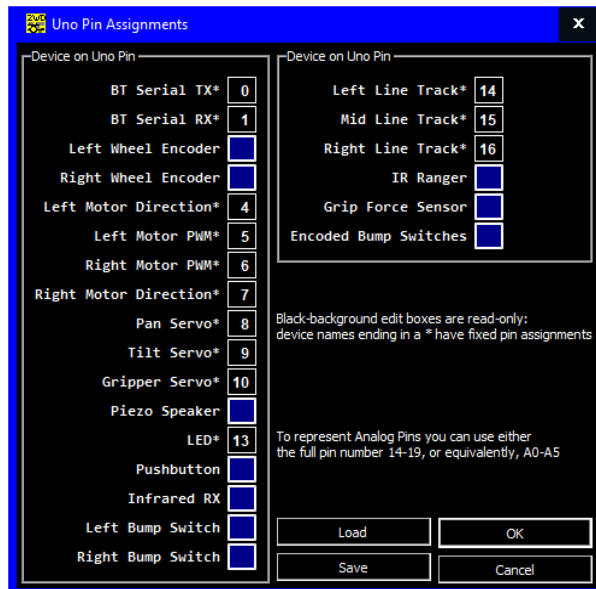 Uno Pin Assignments
x
Device on Uno Pin
BT Serial TX* 0
BT Serial RX* 1
Left Wheel Encoder
Right Wheel Encoder
Left Motor Direction* 4
Left Motor PWM* 5
Right Motor PWM* 6
Right Motor Direction* 7
Pan Servo* 8
Tilt Servo* 9
Gripper Servo* 10
Piezo Speaker
LED* 13
Pushbutton
Infrared RX
Left Bump Switch
Right Bump Switch
Device on Uno Pin
Left Line Track* 14
Mid Line Track* 15
Right Line Track* 16
IR Ranger
Grip Force Sensor
Encoded Bump Switches
Black-background edit boxes are read-only:
device names ending in a * have fixed pin assignments
To represent Analog Pins you can use either
the full pin number 14-19, or equivalently, A0-A5
Load
OK
Save
Cancel